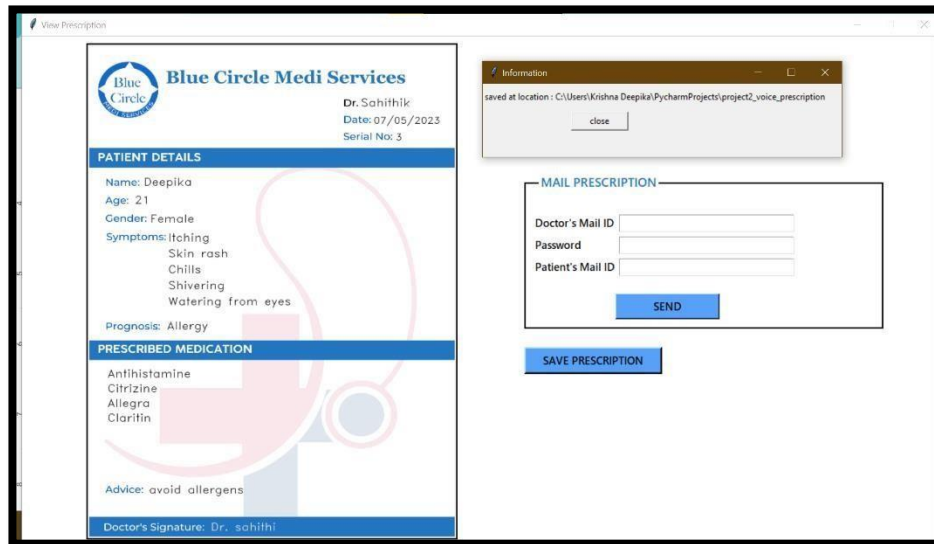 View Prescription
Blue Circle Medi Services
Blue
Circle
MEDI SERVICES
Dr. Sahithik
Date: 07/05/2023
Serial No: 3
PATIENT DETAILS
Name: Deepika
Age: 21
Gender: Female
Symptoms: Itching
Skin rash
Chills
Shivering
Watering from eyes
Prognosis: Allergy
PRESCRIBED MEDICATION
Antihistamine
Citrizine
Allegra
Claritin
Advice: avoid allergens
Doctor's Signature: Dr. sahithi
Information
saved at location : C:\Users\Krishna Deepika\PycharmProjects\project2_voice_prescription
close
MAIL PRESCRIPTION
Doctor's Mail ID
Password
Patient's Mail ID
SEND
SAVE PRESCRIPTION